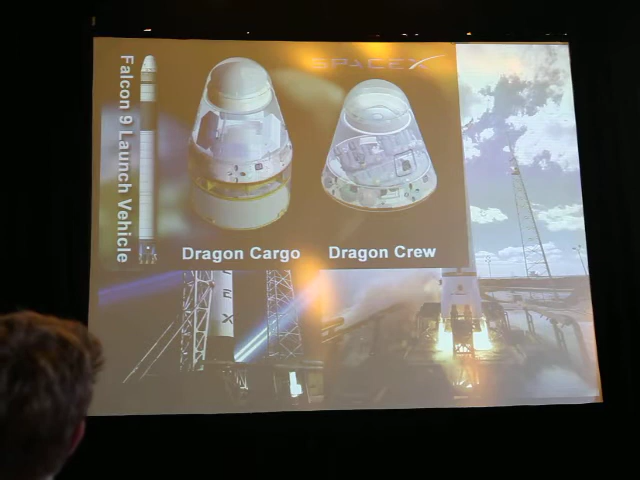 SPACEX
Falcon 9 Launch Vehicle
Dragon Cargo
Dragon Crew
E X